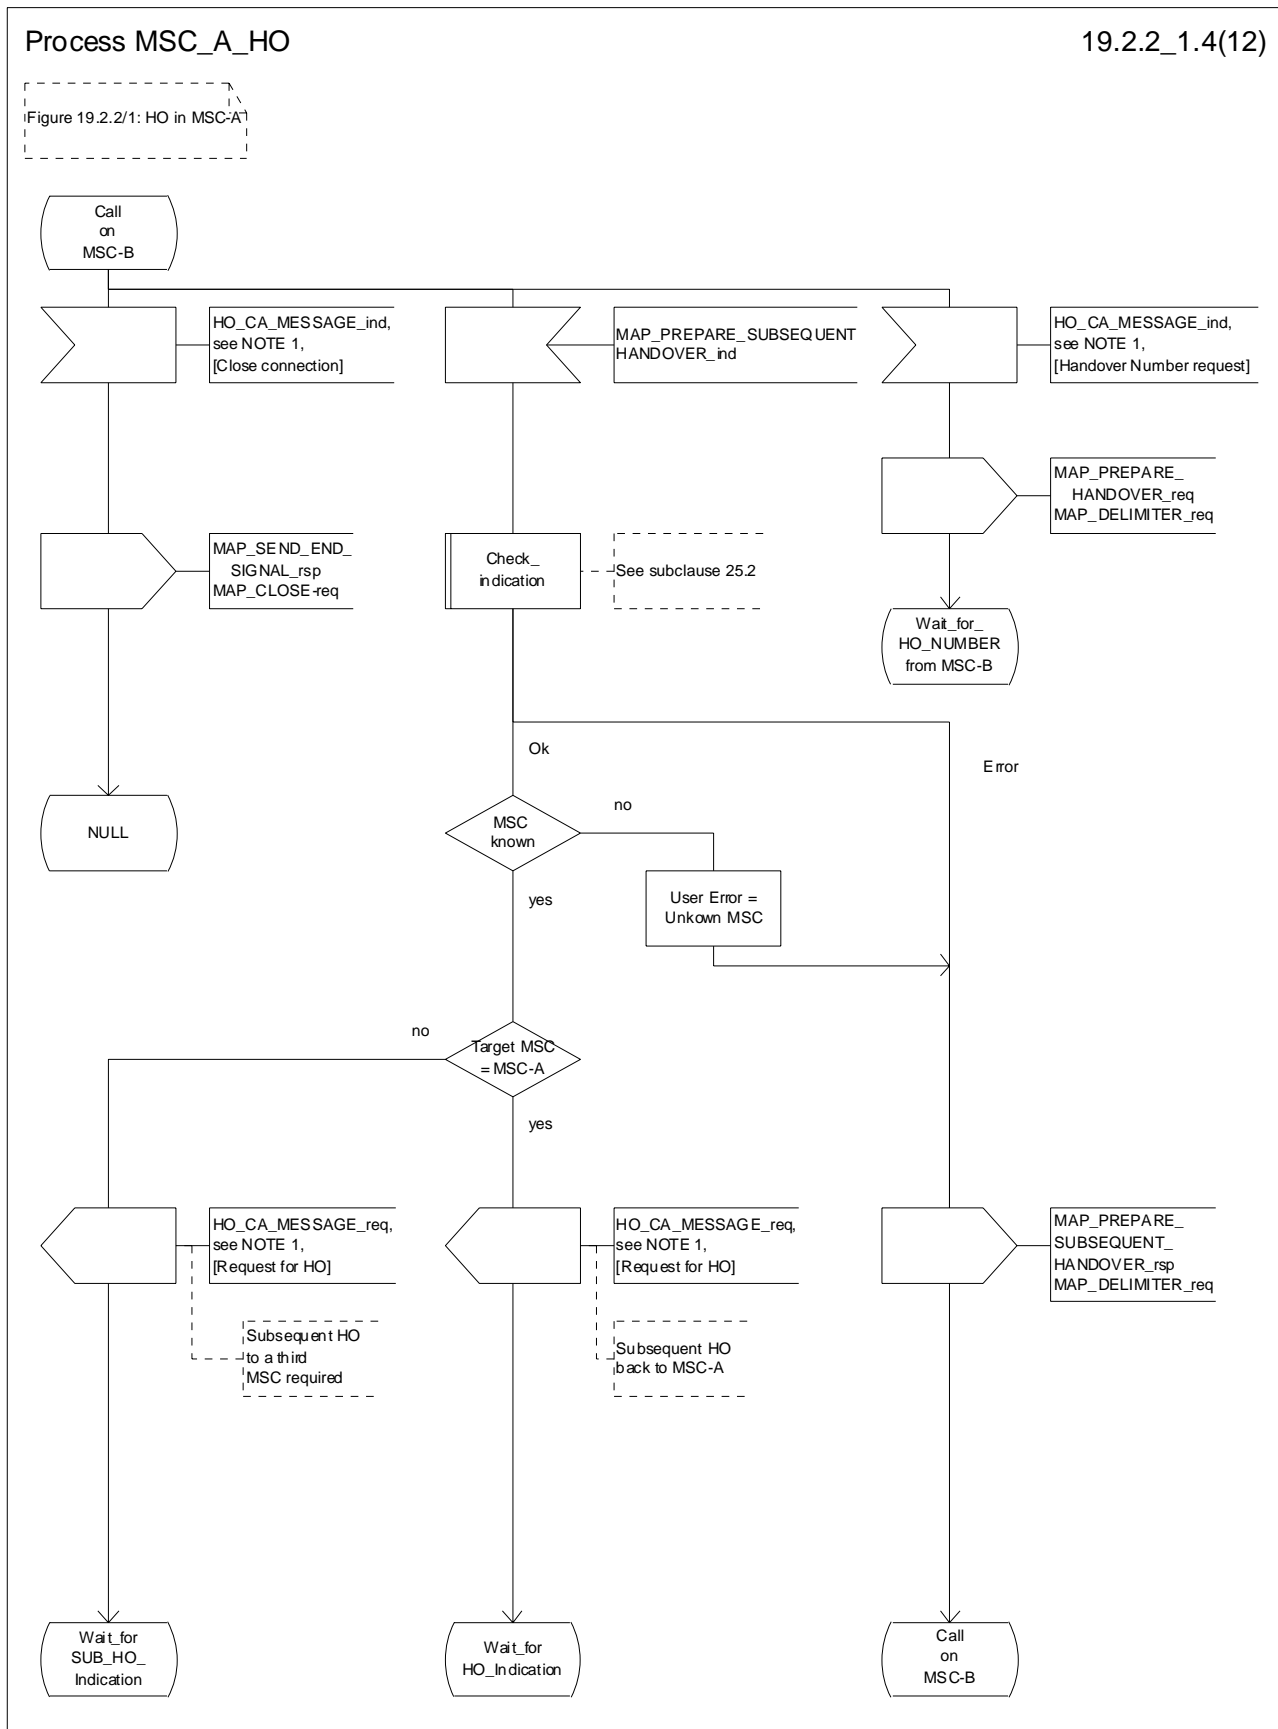 Process MSC_A_HO
19.2.2_1.4(12)
Figure 19.2.2/1: HO in MSC-A
Call
on
MSC-B
HO_CA_MESSAGE_ind,
see NOTE 1,
[Close connection]
MAP_PREPARE_SUBSEQUENT
HANDOVER_ind
HO_CA_MESSAGE_ind,
see NOTE 1,
[Handover Number request]
MAP_PREPARE_
HANDOVER_req
MAP_DELIMITER_req
MAP_SEND_END_
SIGNAL_rsp
MAP_CLOSE-req
Check_
indication
See subclause 25.2
Wait_for_
HO_NUMBER
from MSC-B
Ok
Error
NULL
MSC
known
no
yes
User Error =
Unkown MSC
no
Target MSC
= MSC-A
yes
HO_CA_MESSAGE_req,
see NOTE 1,
[Request for HO]
HO_CA_MESSAGE_req,
see NOTE 1,
[Request for HO]
MAP_PREPARE_
SUBSEQUENT_
HANDOVER_rsp
MAP_DELIMITER_req
Subsequent HO
to a third
MSC required
Subsequent HO
back to MSC-A
Wait_for
SUB_HO_
Indication
Wait_for
HO_Indication
Call
on
MSC-B